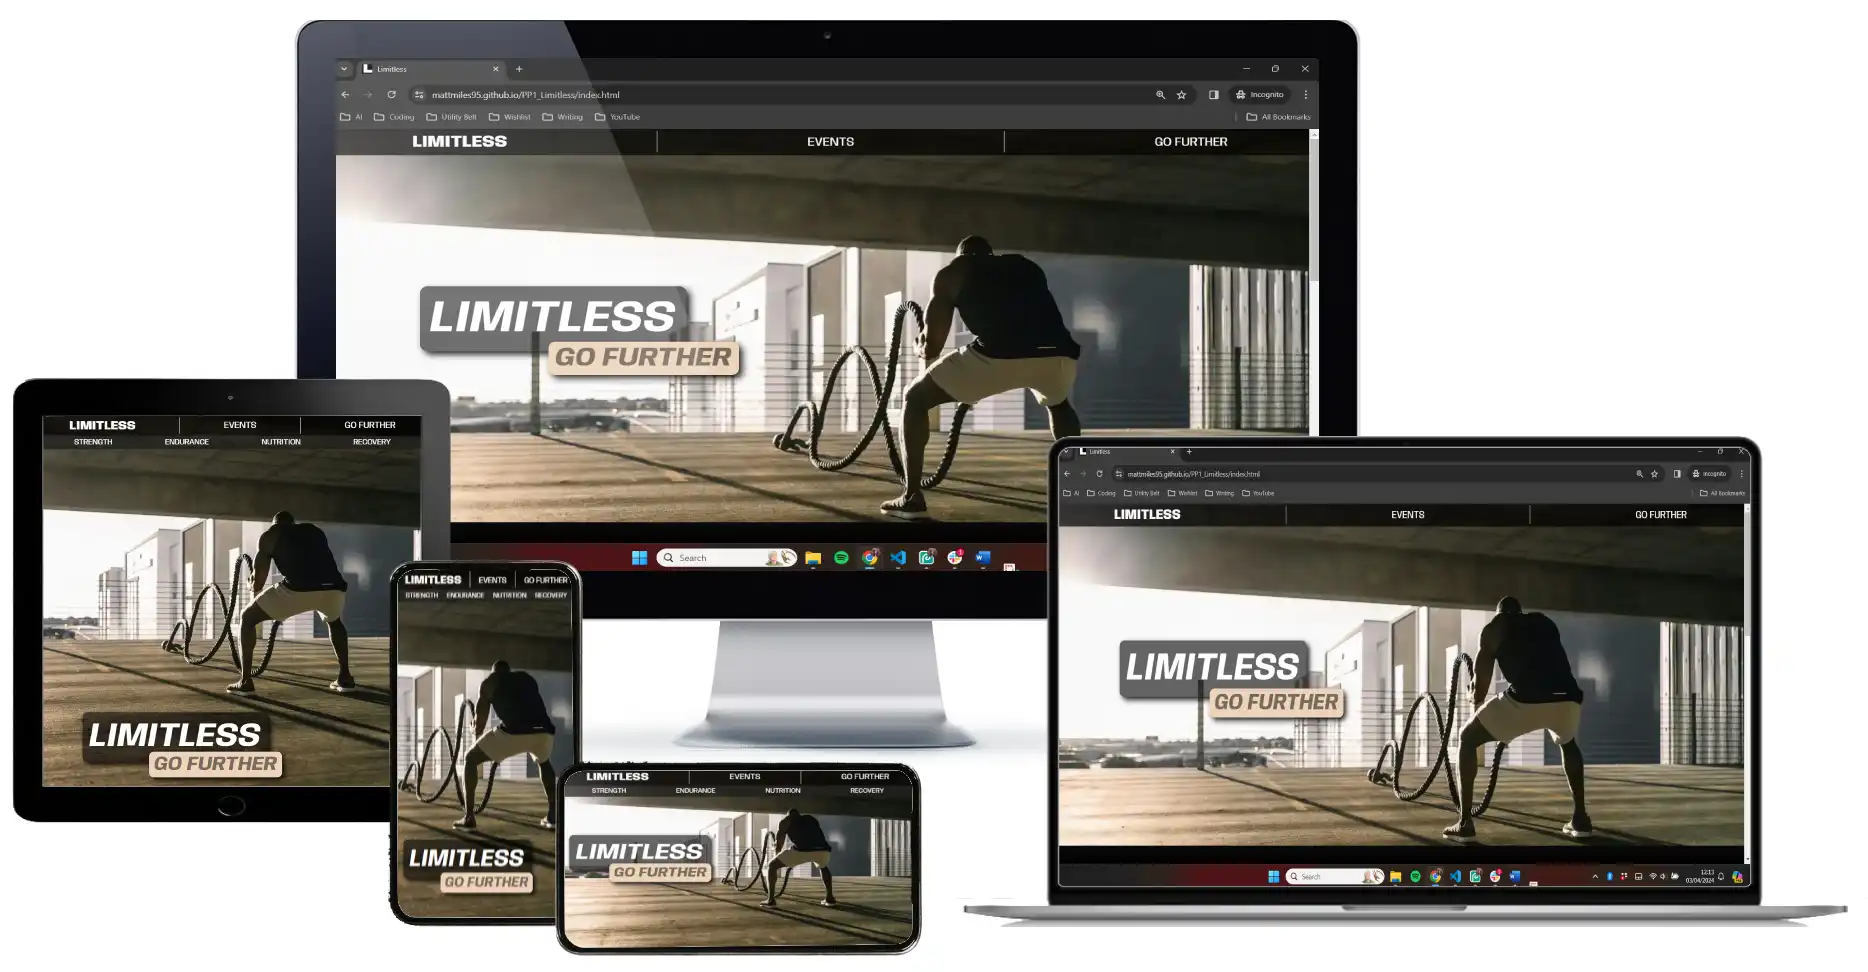 Limitless
mattmiles95.github.io/PP1_Limitless/index.html
Incognito
AI Coding Utility Belt Wishlist Writing YouTube All Bookmarks
LIMITLESS EVENTS GO FURTHER
LIMITLESS
GO FURTHER
Search
LIMITLESS EVENTS GO FURTHER
STRENGTH ENDURANCE NUTRITION RECOVERY
LIMITLESS
GO FURTHER
LIMITLESS EVENTS GO FURTHER
STRENGTH ENDURANCE NUTRITION RECOVERY
LIMITLESS
GO FURTHER
LIMITLESS EVENTS GO FURTHER
STRENGTH ENDURANCE NUTRITION RECOVERY
LIMITLESS
GO FURTHER
Limitless
mattmiles95.github.io/PP1_Limitless/index.html
Incognito
AI Coding Utility Belt Wishlist Writing YouTube All Bookmarks
LIMITLESS EVENTS GO FURTHER
LIMITLESS
GO FURTHER
Search
12:13
03/04/2024